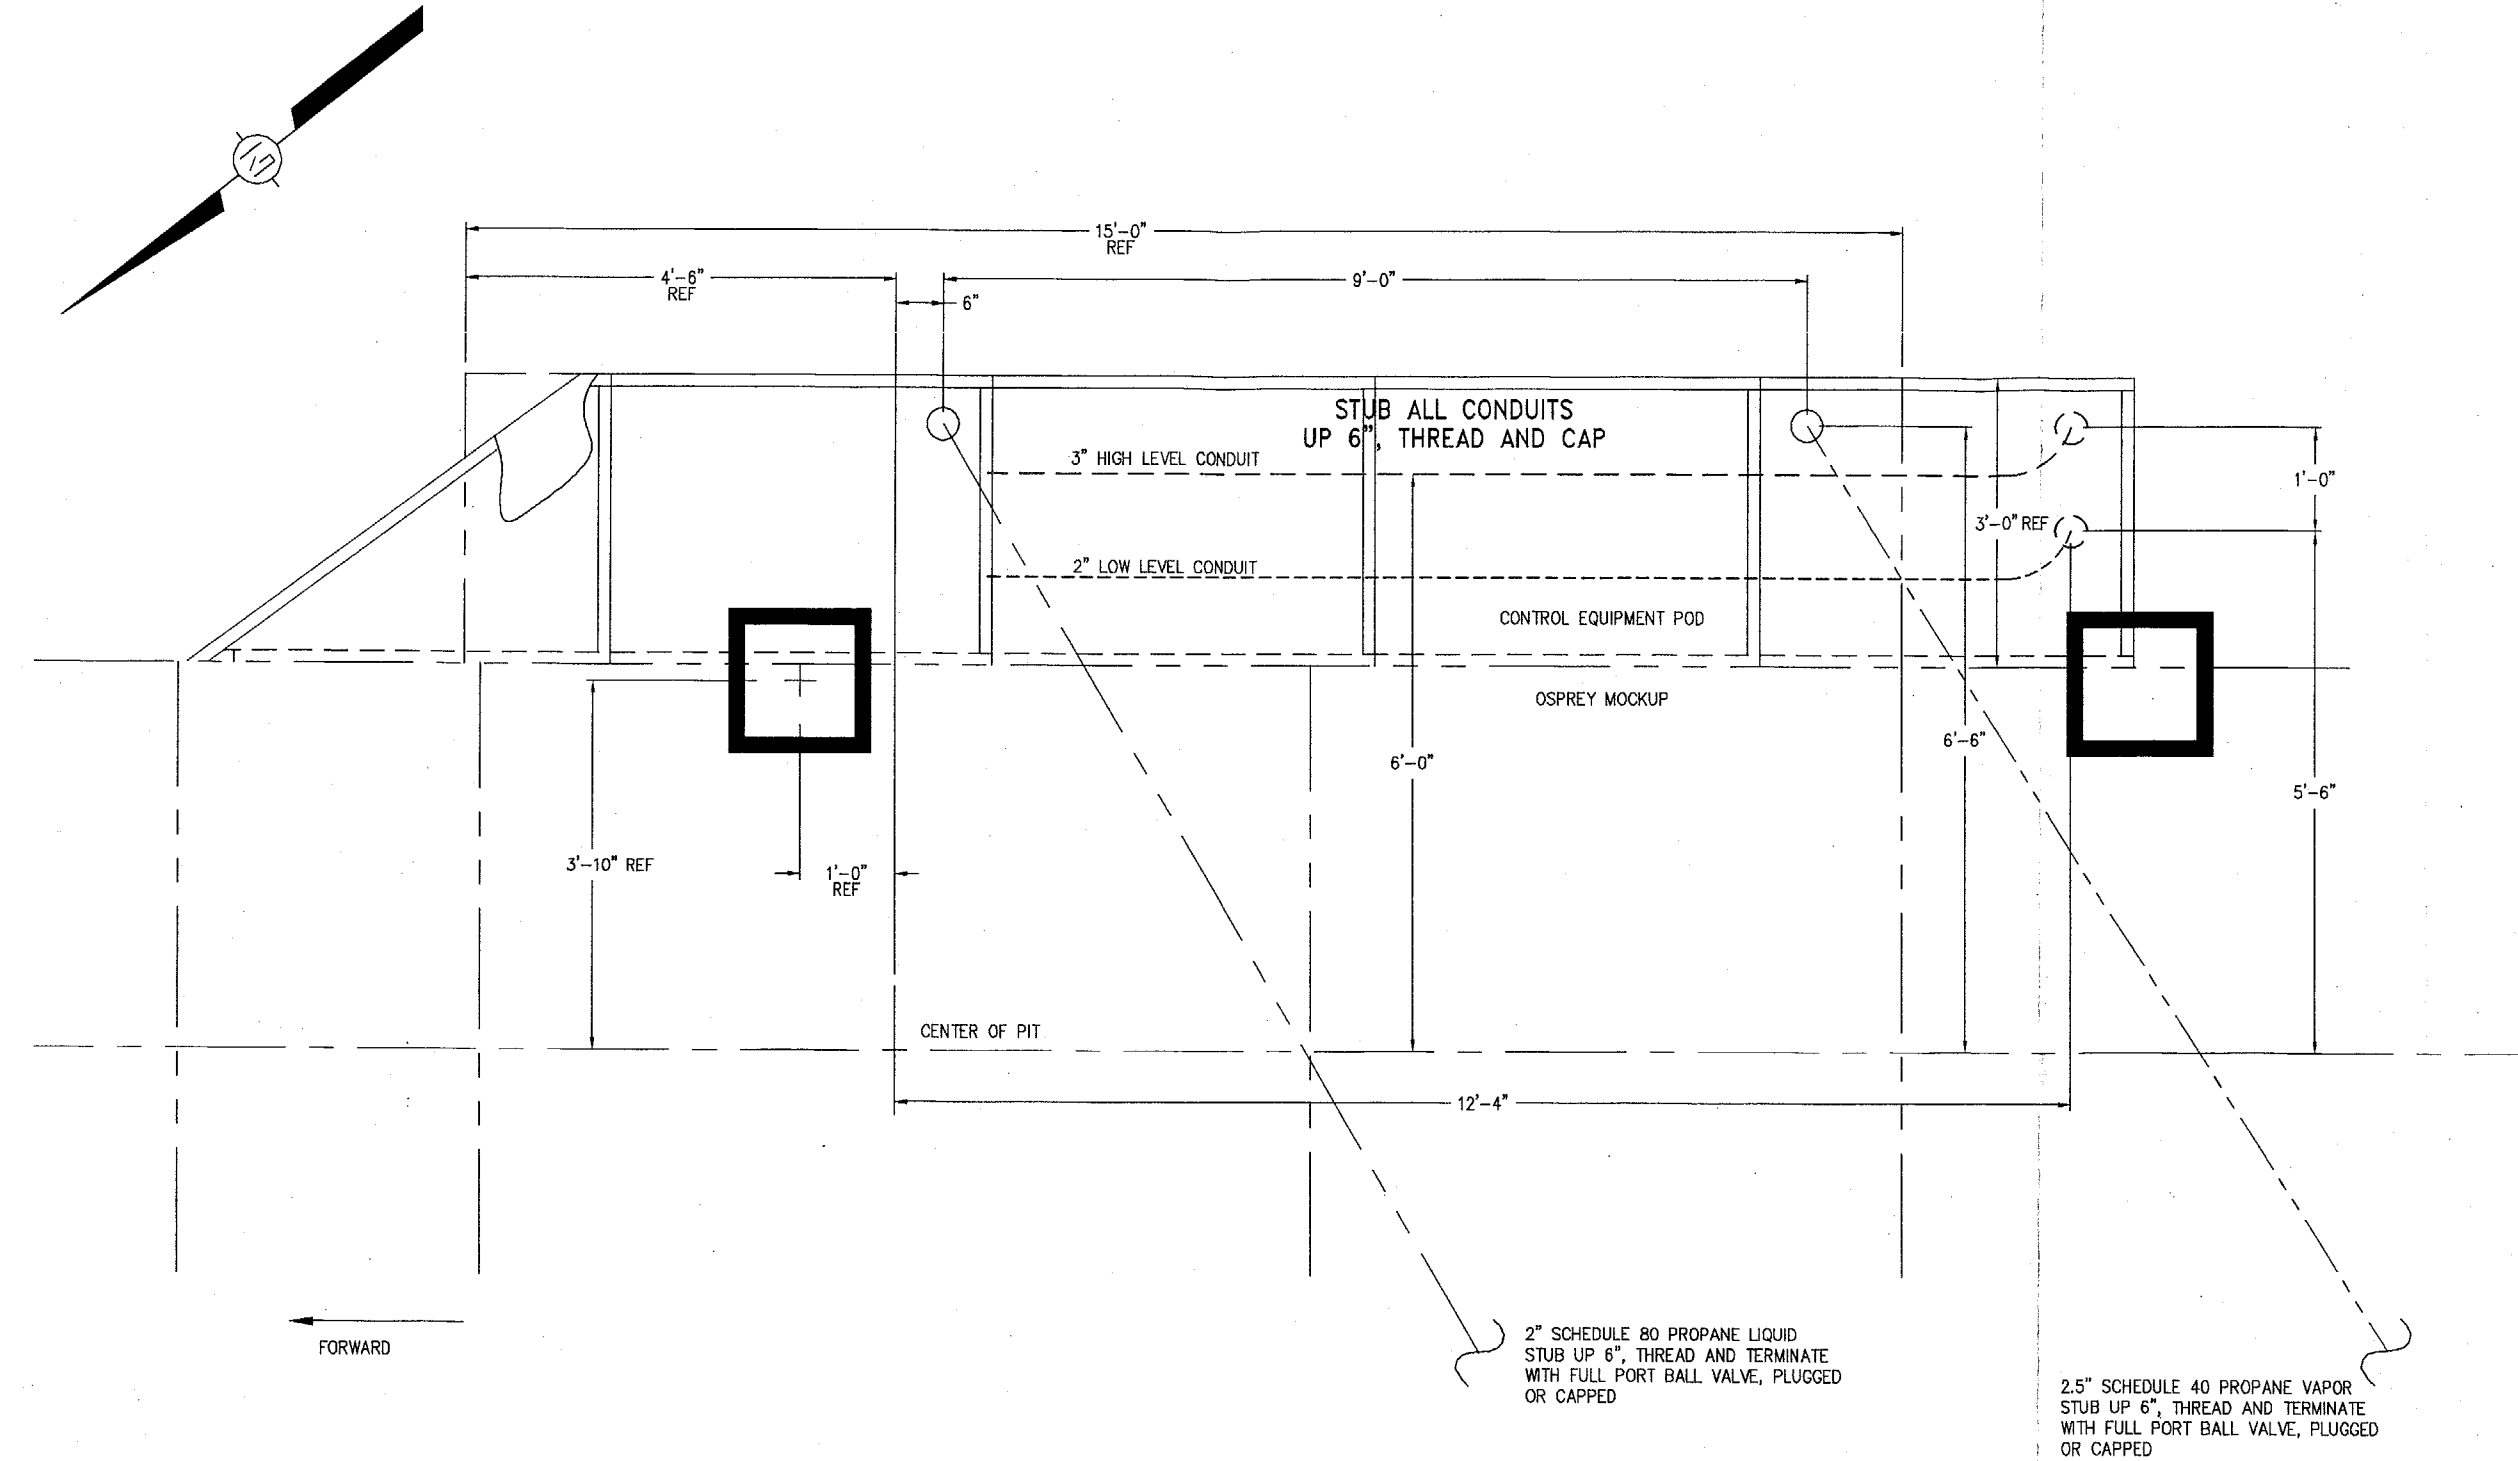 N
15'-0"
REF
4'-6"
REF
9'-0"
6"
STUB ALL CONDUITS
UP 6", THREAD AND CAP
3" HIGH LEVEL CONDUIT
1'-0"
3'-0" REF
2" LOW LEVEL CONDUIT
CONTROL EQUIPMENT POD
OSPREY MOCKUP
6'-6"
6'-0"
5'-6"
3'-10" REF
1'-0"
REF
CENTER OF PIT
12'-4"
FORWARD
2" SCHEDULE 80 PROPANE LIQUID
STUB UP 6", THREAD AND TERMINATE
WITH FULL PORT BALL VALVE, PLUGGED
OR CAPPED
2.5" SCHEDULE 40 PROPANE VAPOR
STUB UP 6", THREAD AND TERMINATE
WITH FULL PORT BALL VALVE, PLUGGED
OR CAPPED